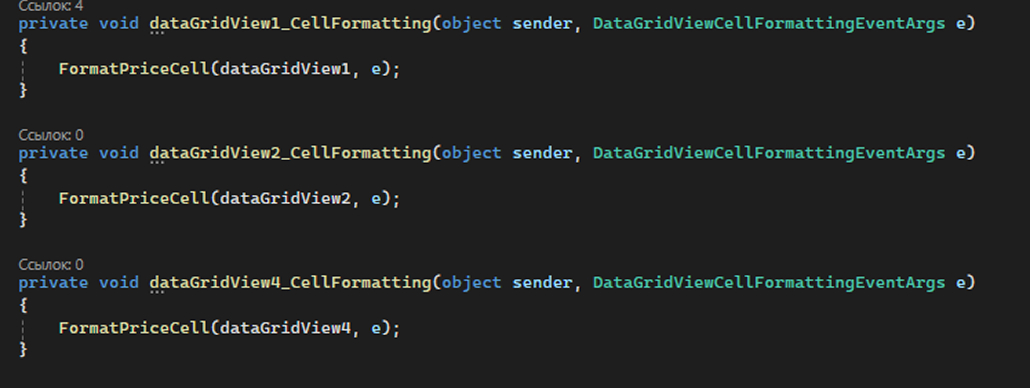 Ссылок: 4
private void dataGridView1_CellFormatting(object sender, DataGridViewCellFormattingEventArgs e)
{
FormatPriceCell(dataGridView1, e);
}
Ссылок: 0
private void dataGridView2_CellFormatting(object sender, DataGridViewCellFormattingEventArgs e)
{
FormatPriceCell(dataGridView2, e);
}
Ссылок: 0
private void dataGridView4_CellFormatting(object sender, DataGridViewCellFormattingEventArgs e)
{
FormatPriceCell(dataGridView4, e);
}